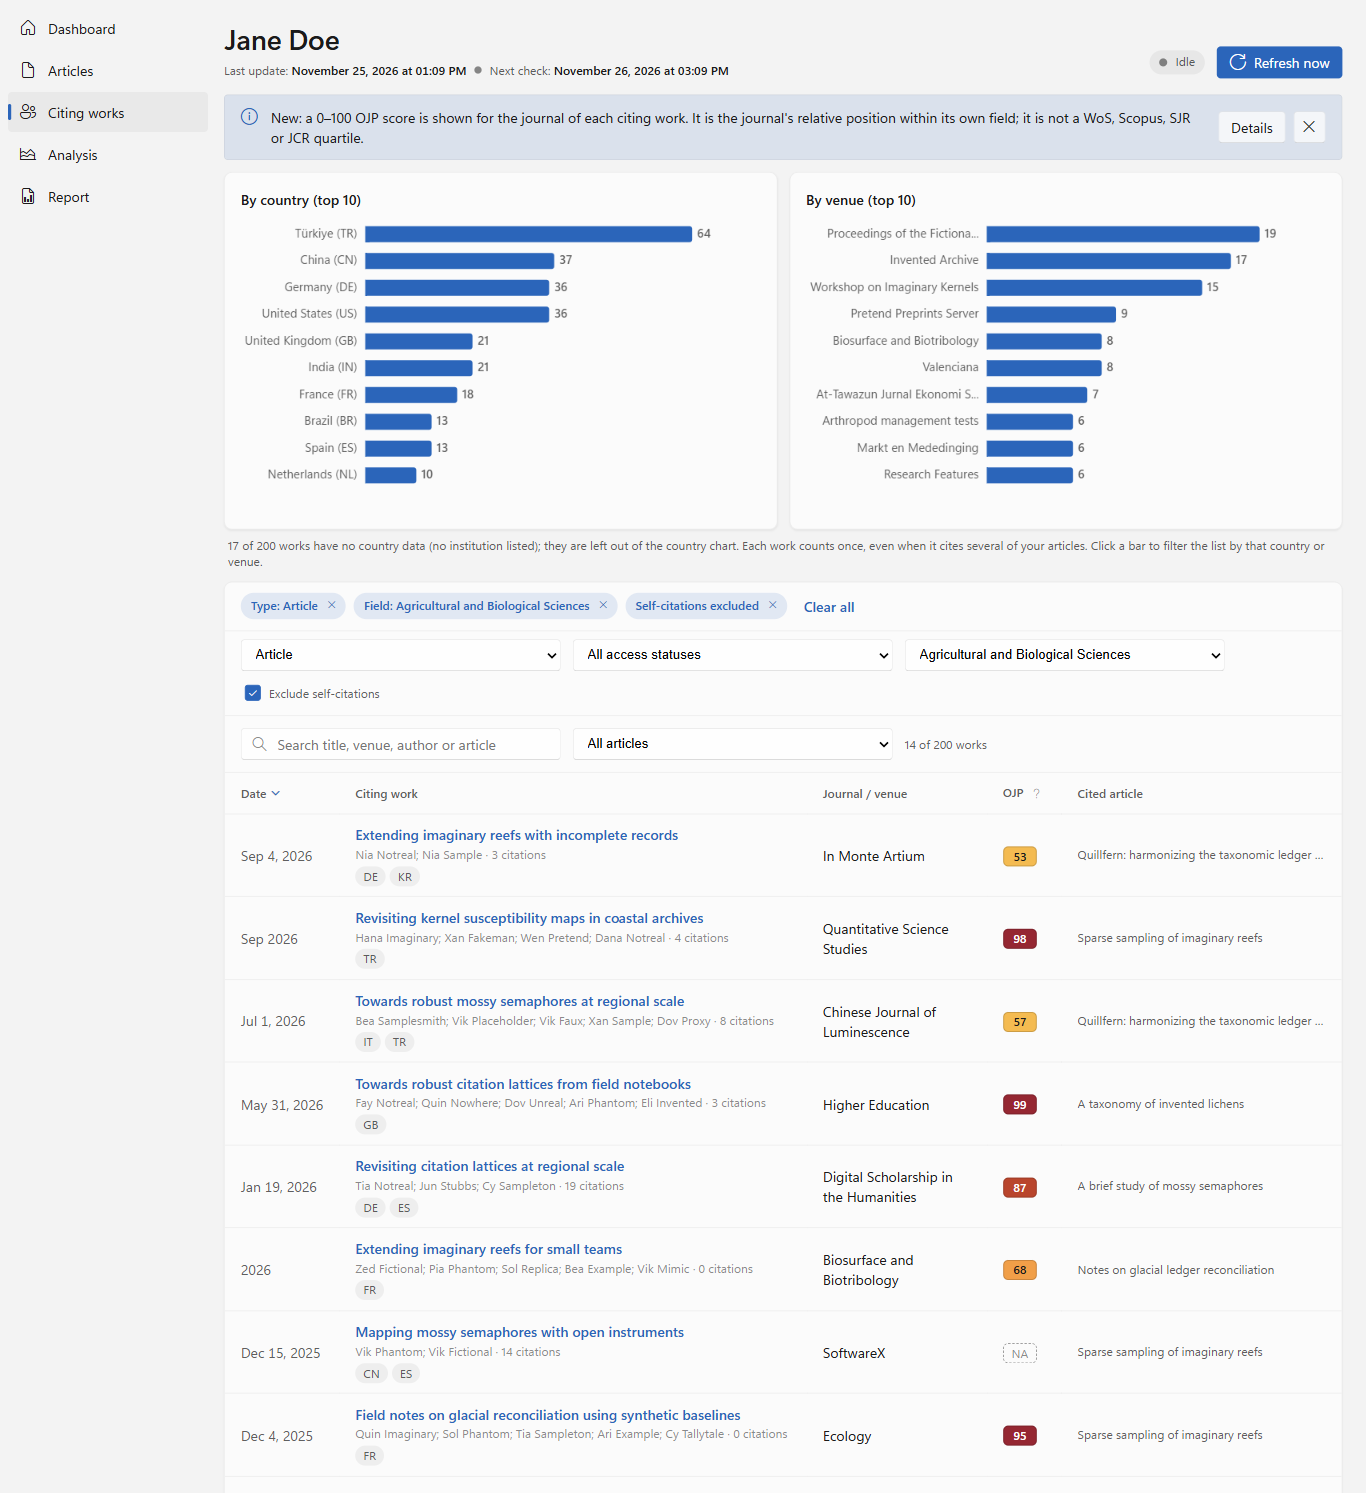 Dashboard
Articles
Citing works
Analysis
Report
Jane Doe
Last update: November 25, 2026 at 01:09 PM ● Next check: November 26, 2026 at 03:09 PM
Idle
Refresh now
New: a 0–100 OJP score is shown for the journal of each citing work. It is the journal's relative position within its own field; it is not a WoS, Scopus, SJR
or JCR quartile.
Details
By country (top 10)
Türkiye (TR) 64
China (CN) 37
Germany (DE) 36
United States (US) 36
United Kingdom (GB) 21
India (IN) 21
France (FR) 18
Brazil (BR) 13
Spain (ES) 13
Netherlands (NL) 10
By venue (top 10)
Proceedings of the Fictiona... 19
Invented Archive 17
Workshop on Imaginary Kernels 15
Pretend Preprints Server 9
Biosurface and Biotribology 8
Valenciana 8
At-Tawazun Jurnal Ekonomi S... 7
Arthropod management tests 6
Markt en Mededinging 6
Research Features 6
17 of 200 works have no country data (no institution listed); they are left out of the country chart. Each work counts once, even when it cites several of your articles. Click a bar to filter the list by that country or
venue.
Type: Article ×
Field: Agricultural and Biological Sciences ×
Self-citations excluded ×
Clear all
Article
All access statuses
Agricultural and Biological Sciences
Exclude self-citations
Search title, venue, author or article
All articles
14 of 200 works
Date
Citing work
Journal / venue
OJP ?
Cited article
Sep 4, 2026
Extending imaginary reefs with incomplete records
Nia Notreal; Nia Sample · 3 citations
DE KR
In Monte Artium
53
Quillfern: harmonizing the taxonomic ledger ...
Sep 2026
Revisiting kernel susceptibility maps in coastal archives
Hana Imaginary; Xan Fakeman; Wen Pretend; Dana Notreal · 4 citations
TR
Quantitative Science
Studies
98
Sparse sampling of imaginary reefs
Jul 1, 2026
Towards robust mossy semaphores at regional scale
Bea Samplesmith; Vik Placeholder; Vik Faux; Xan Sample; Dov Proxy · 8 citations
IT TR
Chinese Journal of
Luminescence
57
Quillfern: harmonizing the taxonomic ledger ...
May 31, 2026
Towards robust citation lattices from field notebooks
Fay Notreal; Quin Nowhere; Dov Unreal; Ari Phantom; Eli Invented · 3 citations
GB
Higher Education
99
A taxonomy of invented lichens
Jan 19, 2026
Revisiting citation lattices at regional scale
Tia Notreal; Jun Stubbs; Cy Sampleton · 19 citations
DE ES
Digital Scholarship in
the Humanities
87
A brief study of mossy semaphores
2026
Extending imaginary reefs for small teams
Zed Fictional; Pia Phantom; Sol Replica; Bea Example; Vik Mimic · 0 citations
FR
Biosurface and
Biotribology
68
Notes on glacial ledger reconciliation
Dec 15, 2025
Mapping mossy semaphores with open instruments
Vik Phantom; Vik Fictional · 14 citations
CN ES
SoftwareX
NA
Sparse sampling of imaginary reefs
Dec 4, 2025
Field notes on glacial reconciliation using synthetic baselines
Quin Imaginary; Sol Phantom; Tia Sampleton; Ari Example; Cy Tallytale · 0 citations
FR
Ecology
95
Sparse sampling of imaginary reefs